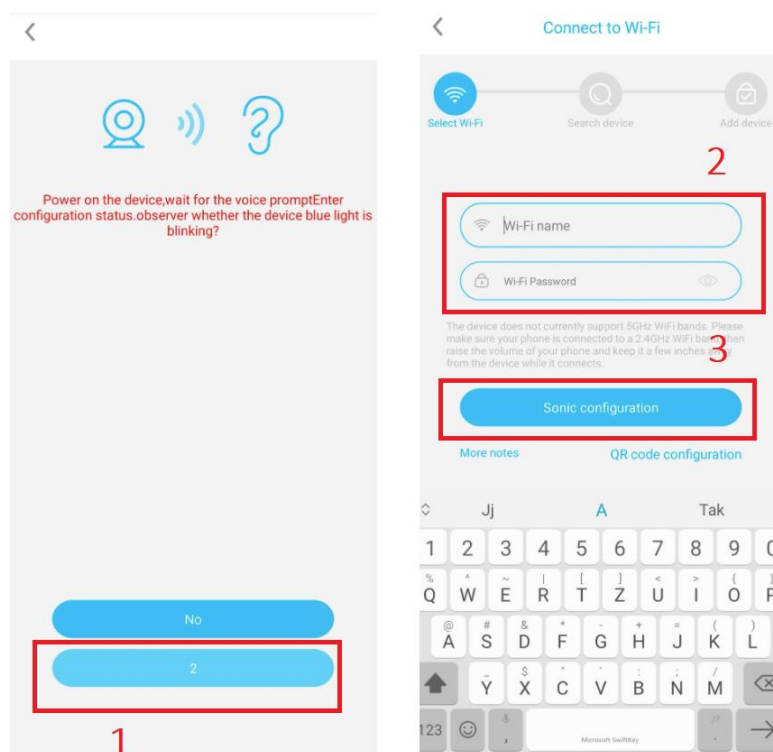 Power on the device,wait for the voice promptEnter
configuration status.observer whether the device blue light is
blinking?
No
2
1
Connect to Wi-Fi
Select Wi-Fi
Search device
Add device
2
Wi-Fi name
Wi-Fi Password
The device does not currently support 5GHz WiFi bands. Please
make sure your phone is connected to a 2.4GHz WiFi band, then
raise the volume of your phone and keep it a few inches away
from the device while it connects.
3
Sonic configuration
More notes
QR code configuration
Jj A Tak
1 2 3 4 5 6 7 8 9 0
% ^ ~ | [ ] < > { }
Q W E R T Z U I O P
@ # & * - + = ( )
A S D F G H J K L
_ $ " ' : ; /
Y X C V B N M
123 , Microsoft SwiftKey . !?